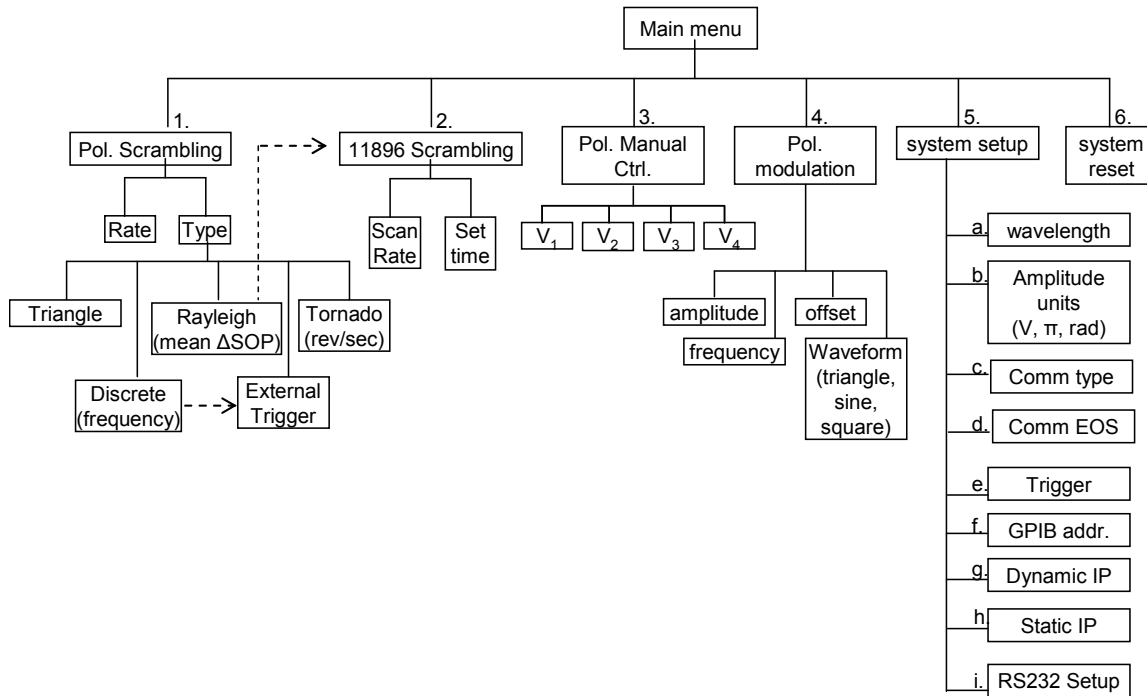 Main menu
1.
Pol. Scrambling
2.
11896 Scrambling
3.
Pol. Manual
Ctrl.
4.
Pol.
modulation
5.
system setup
6.
system
reset
Rate
Type
Triangle
Rayleigh
(mean ΔSOP)
Tornado
(rev/sec)
Discrete
(frequency)
External
Trigger
Scan
Rate
Set
time
V₁
V₂
V₃
V₄
amplitude
offset
frequency
Waveform
(triangle,
sine,
square)
a. wavelength
b. Amplitude
units
(V, π, rad)
c. Comm type
d. Comm EOS
e. Trigger
f. GPIB addr.
g. Dynamic IP
h. Static IP
i. RS232 Setup